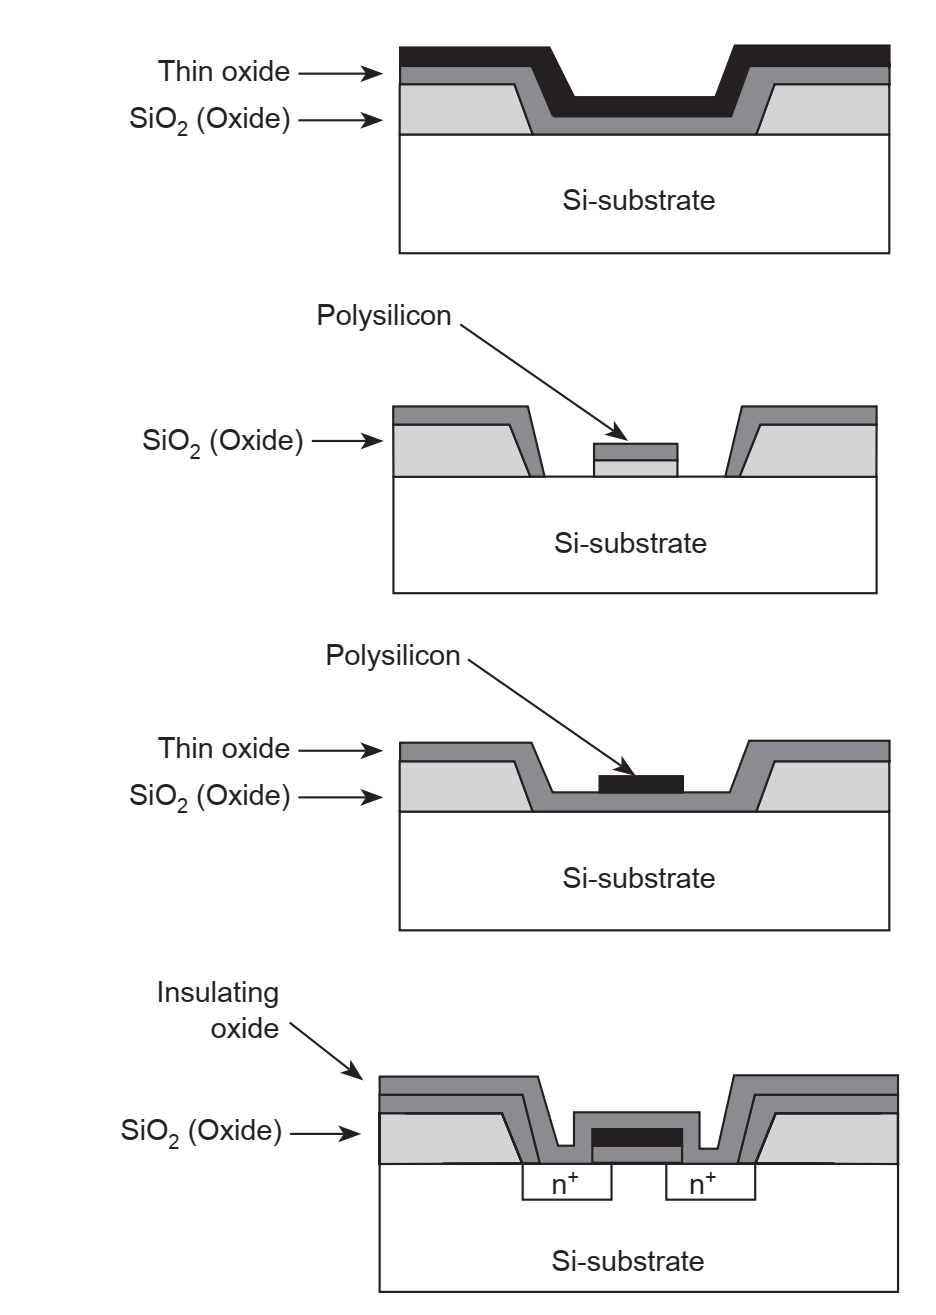 Thin oxide
SiO2 (Oxide)
Si-substrate
Polysilicon
SiO2 (Oxide)
Si-substrate
Polysilicon
Thin oxide
SiO2 (Oxide)
Si-substrate
Insulating
oxide
SiO2 (Oxide)
n+ n+
Si-substrate